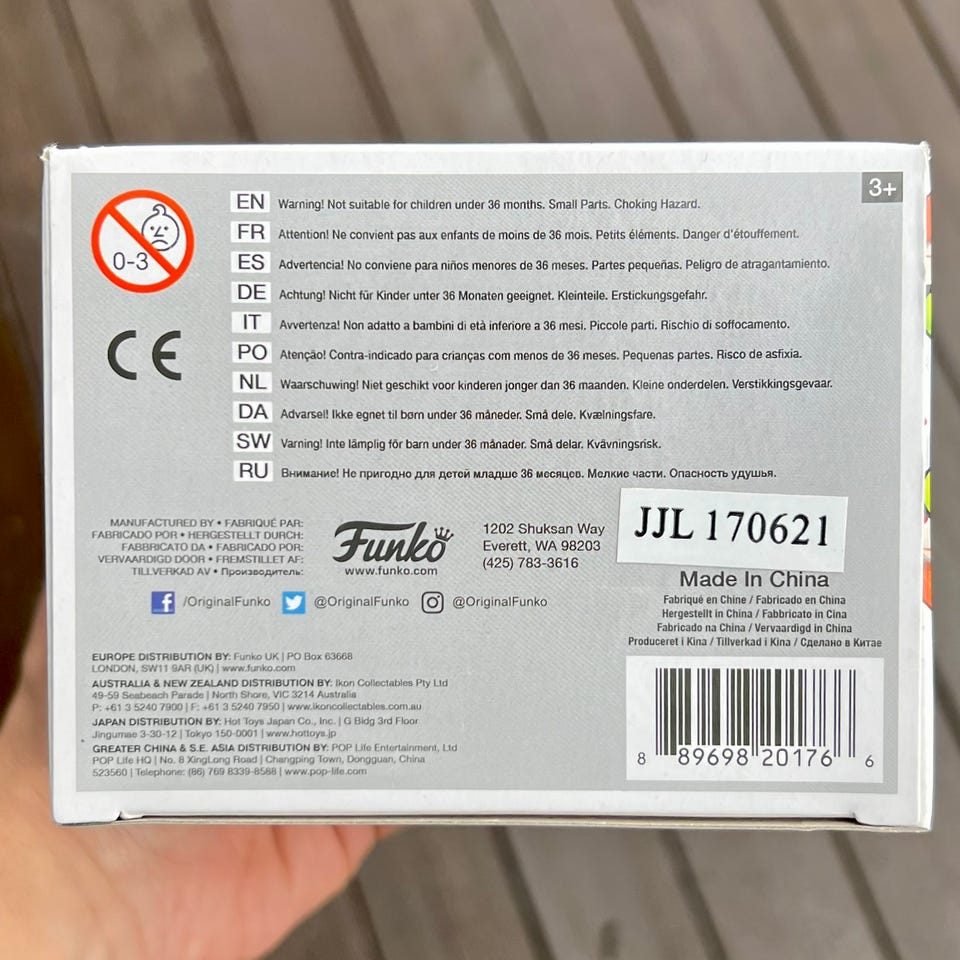 3+
0-3
CE
EN Warning! Not suitable for children under 36 months. Small Parts. Choking Hazard.
FR Attention! Ne convient pas aux enfants de moins de 36 mois. Petits éléments. Danger d'étouffement.
ES Advertencia! No conviene para niños menores de 36 meses. Partes pequeñas. Peligro de atragantamiento.
DE Achtung! Nicht für Kinder unter 36 Monaten geeignet. Kleinteile. Erstickungsgefahr.
IT Avvertenza! Non adatto a bambini di età inferiore a 36 mesi. Piccole parti. Rischio di soffocamento.
PO Atenção! Contra-indicado para crianças com menos de 36 meses. Pequenas partes. Risco de asfixia.
NL Waarschuwing! Niet geschikt voor kinderen jonger dan 36 maanden. Kleine onderdelen. Verstikkingsgevaar.
DA Advarsel! Ikke egnet til børn under 36 måneder. Små dele. Kvælningsfare.
SW Varning! Inte lämplig för barn under 36 månader. Små delar. Kvävningsrisk.
RU Внимание! Не пригодно для детей младше 36 месяцев. Мелкие части. Опасность удушья.
MANUFACTURED BY • FABRIQUÉ PAR:
FABRICADO POR • HERGESTELLT DURCH:
FABBRICATO DA • FABRICADO POR:
VERVAARDIGD DOOR • FREMSTILLET AF:
TILLVERKAD AV • Производитель:
Funko
www.funko.com
1202 Shuksan Way
Everett, WA 98203
(425) 783-3616
JJL 170621
/OriginalFunko @OriginalFunko @OriginalFunko
Made In China
Fabriqué en Chine / Fabricado en China
Hergestellt in China / Fabbricato in Cina
Fabricado na China / Vervaardigd in China
Produceret i Kina / Tillverkad i Kina / Сделано в Китае
EUROPE DISTRIBUTION BY: Funko UK | PO Box 63668
LONDON, SW11 9AR (UK) | www.funko.com
AUSTRALIA & NEW ZEALAND DISTRIBUTION BY: Ikon Collectables Pty Ltd
49-59 Seabeach Parade | North Shore, VIC 3214 Australia
P: +61 3 5240 7900 | F: +61 3 5240 7950 | www.ikoncollectables.com.au
JAPAN DISTRIBUTION BY: Hot Toys Japan Co., Inc. | G Bldg 3rd Floor
Jingumae 3-30-12 | Tokyo 150-0001 | www.hottoys.jp
GREATER CHINA & S.E. ASIA DISTRIBUTION BY: POP Life Entertainment, Ltd
POP Life HQ | No. 8 XingLong Road | Changping Town, Dongguan, China
523560 | Telephone: (86) 769 8339-8588 | www.pop-life.com
8 89698 20176 6